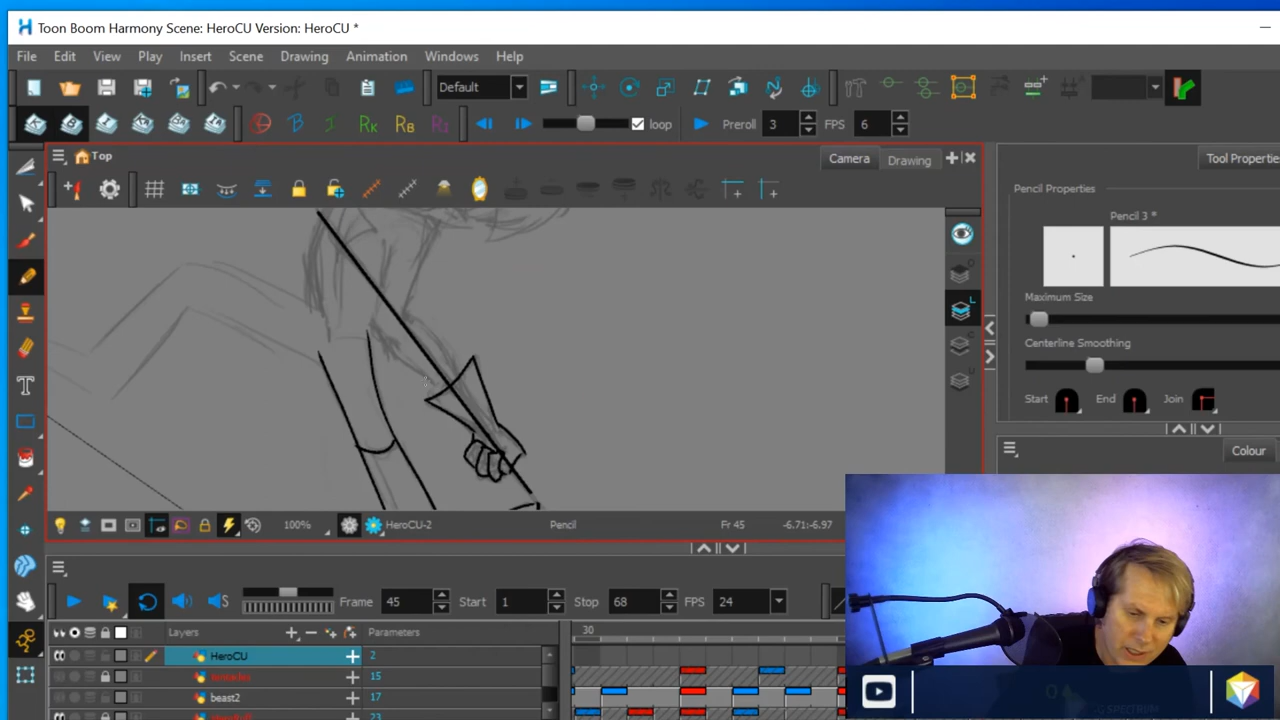 Toon Boom Harmony Scene: HeroCU Version: HeroCU *
File Edit View Play Insert Scene Drawing Animation Windows Help
Default
loop Preroll 3 FPS 6
Top Camera Drawing
Tool Properties
Pencil Properties
Pencil 3 *
Maximum Size
Centerline Smoothing
Start End Join
Colour
100% HeroCU-2 Pencil Fr 45 -6.71:-6.97
Frame 45 Start 1 Stop 68 FPS 24
Layers Parameters 30
HeroCU 2
15
beast2 17
23